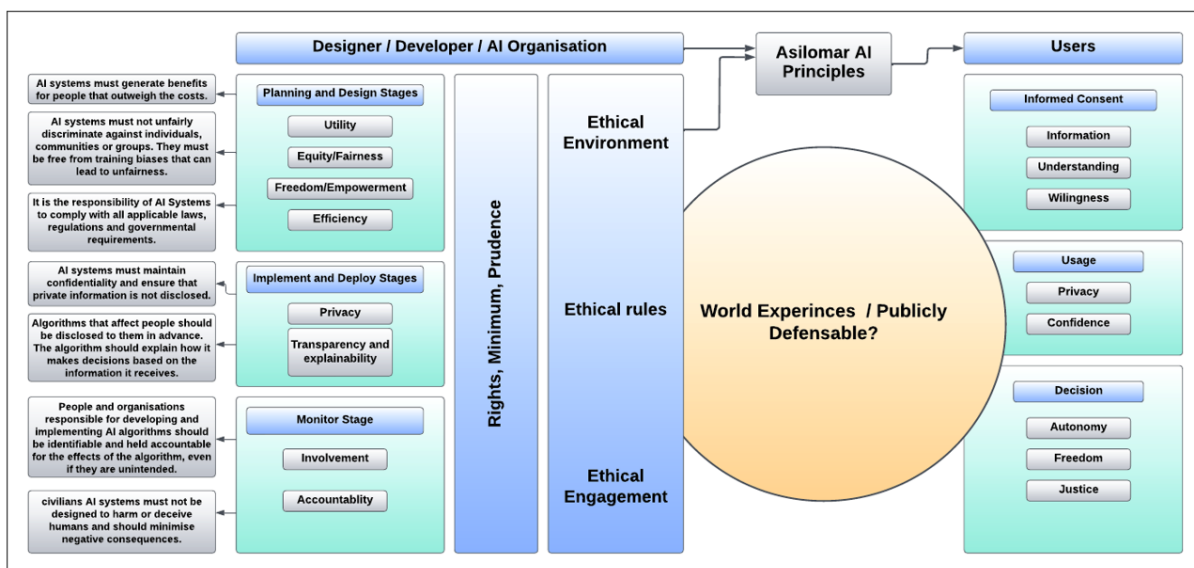 Designer / Developer / AI Organisation
Asilomar AI
Principles
Users
AI systems must generate benefits
for people that outweigh the costs.
AI systems must not unfairly
discriminate against individuals,
communities or groups. They must
be free from training biases that can
lead to unfairness.
It is the responsibility of AI Systems
to comply with all applicable laws,
regulations and governmental
requirements.
AI systems must maintain
confidentiality and ensure that
private information is not disclosed.
Algorithms that affect people should
be disclosed to them in advance.
The algorithm should explain how it
makes decisions based on the
information it receives.
People and organisations
responsible for developing and
implementing AI algorithms should
be identifiable and held accountable
for the effects of the algorithm, even
if they are unintended.
civilians AI systems must not be
designed to harm or deceive
humans and should minimise
negative consequences.
Planning and Design Stages
Utility
Equity/Fairness
Freedom/Empowerment
Efficiency
Implement and Deploy Stages
Privacy
Transparency and
explainability
Monitor Stage
Involvement
Accountablity
Rights, Minimum, Prudence
Ethical
Environment
Ethical rules
Ethical
Engagement
World Experinces / Publicly
Defensable?
Informed Consent
Information
Understanding
Wilingness
Usage
Privacy
Confidence
Decision
Autonomy
Freedom
Justice